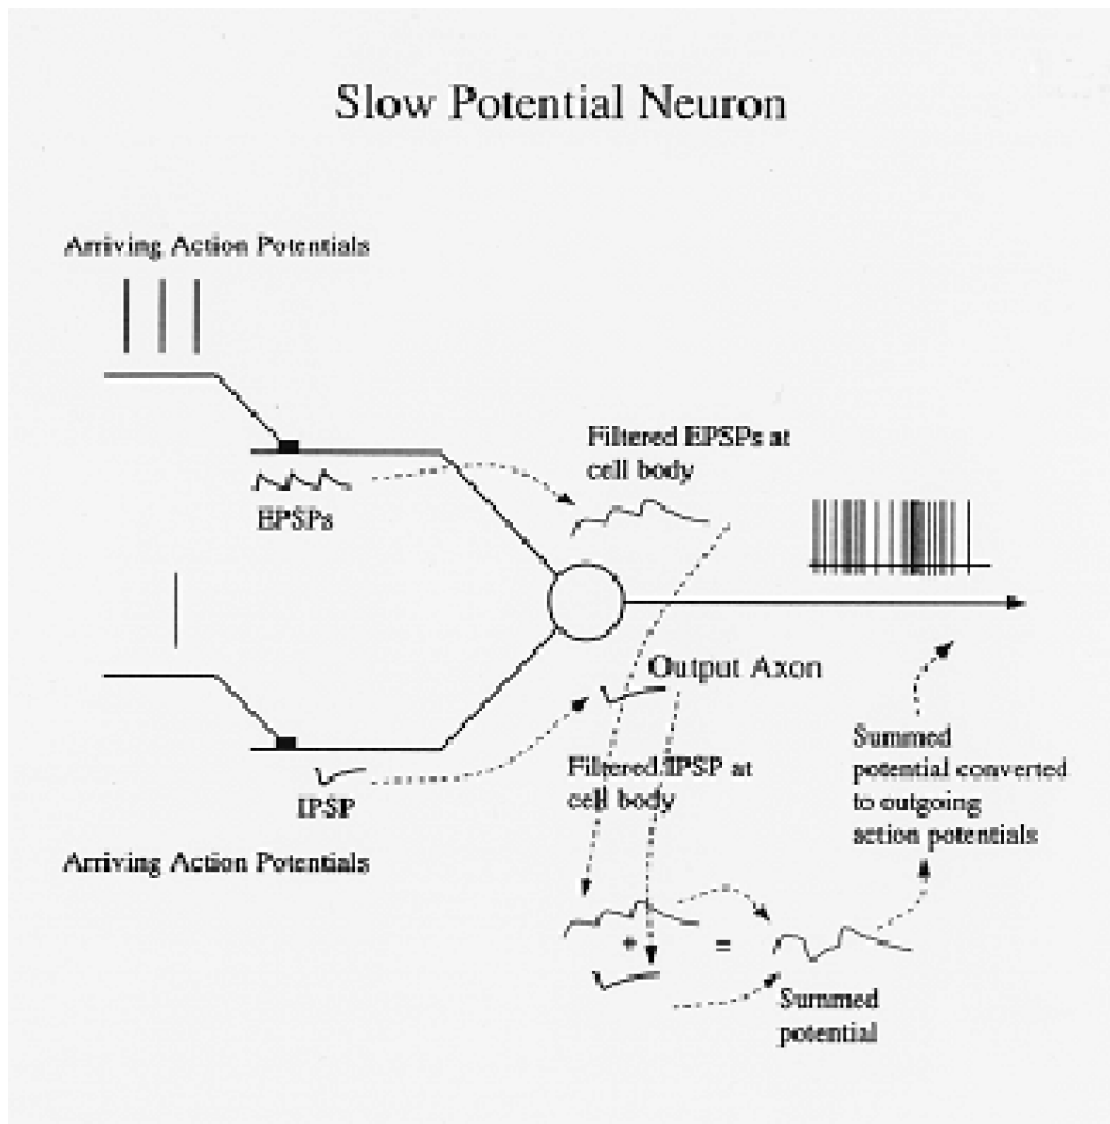 Slow Potential Neuron
Arriving Action Potentials
Filtered EPSPs at
cell body
EPSPs
Output Axon
Filtered IPSP at
cell body
IPSP
Summed
potential converted
to outgoing
action potentials
Arriving Action Potentials
+
=
Summed
potential